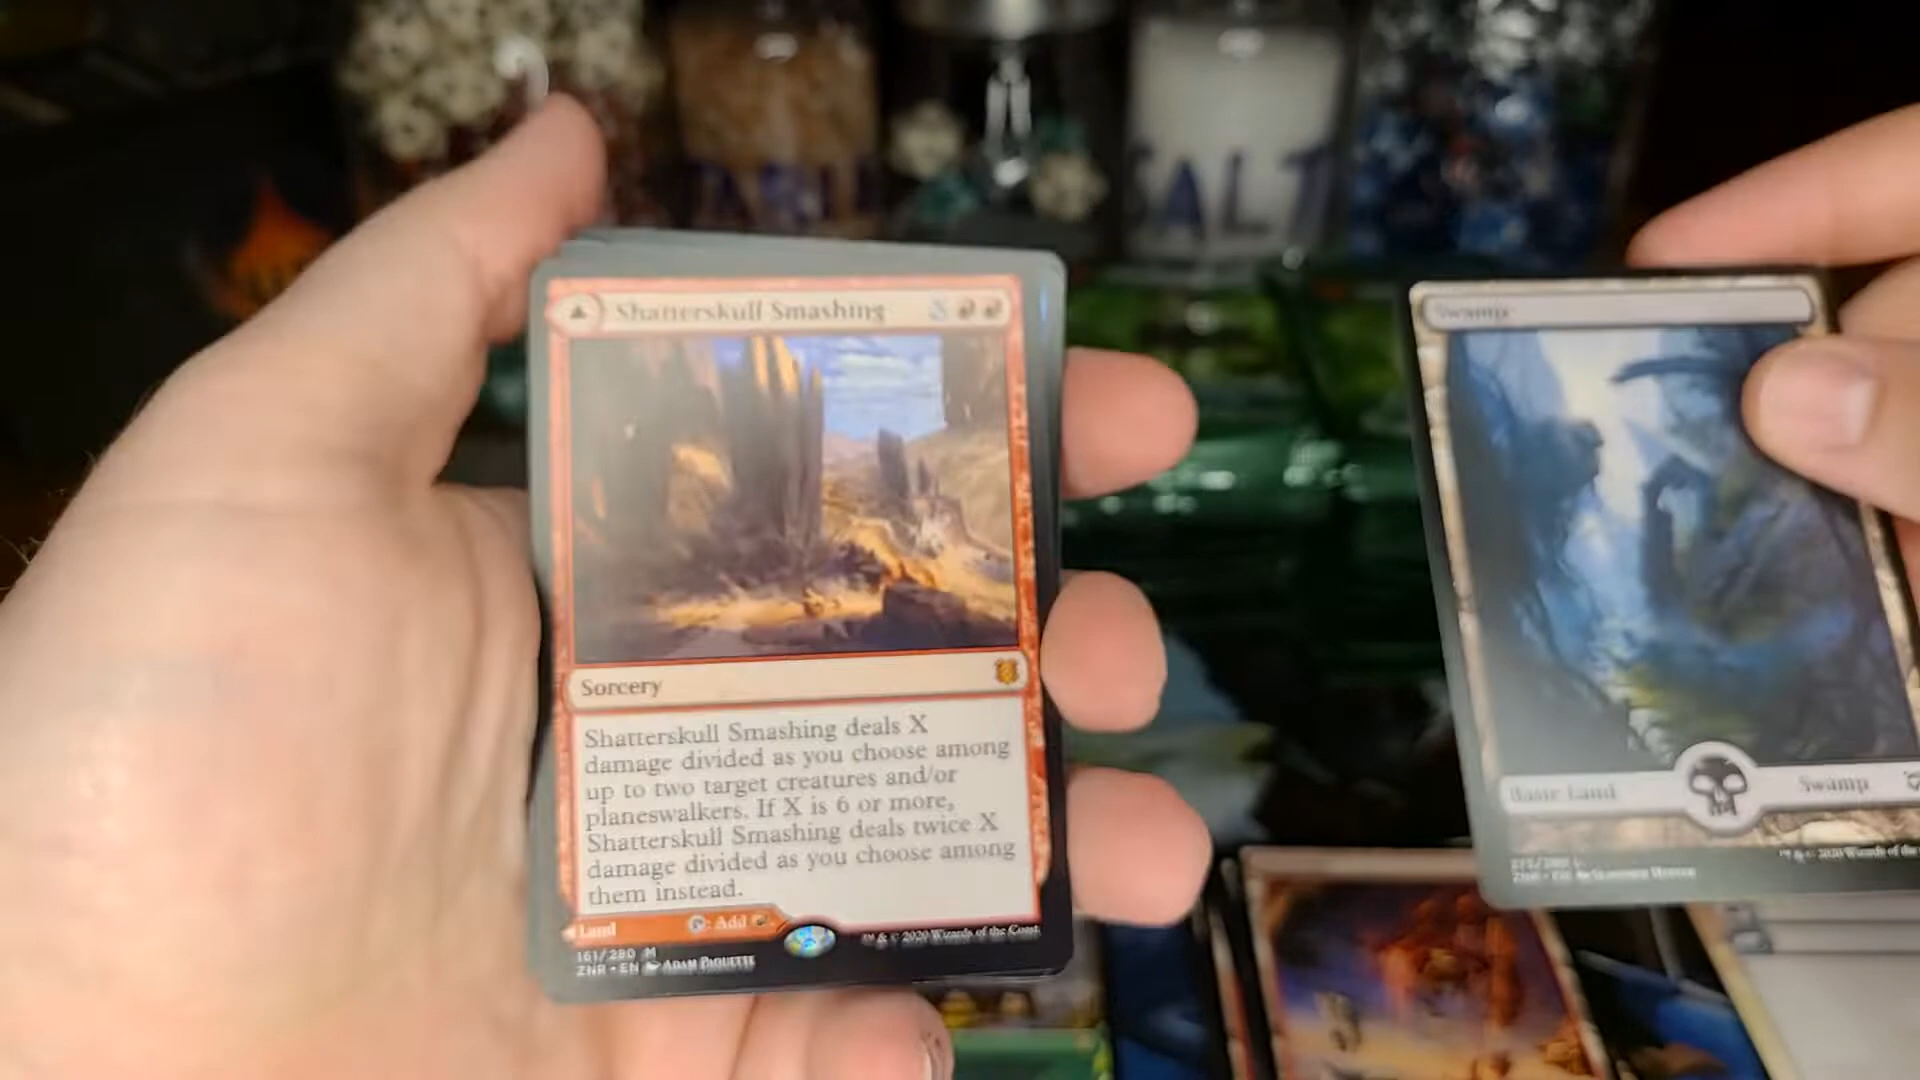 SALT
Shatterskull Smashing X
Sorcery
Shatterskull Smashing deals X
damage divided as you choose among
up to two target creatures and/or
planeswalkers. If X is 6 or more,
Shatterskull Smashing deals twice X
damage divided as you choose among
them instead.
Land
: Add
161/280 M
ZNR • EN ADAM PAQUETTE
™ & © 2020 Wizards of the Coast
Swamp
Basic Land
Swamp
™ & © 2020 Wizards of the